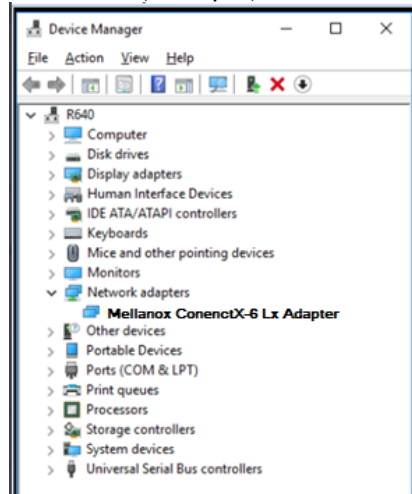 Device Manager
File Action View Help
R640
Computer
Disk drives
Display adapters
Human Interface Devices
IDE ATA/ATAPI controllers
Keyboards
Mice and other pointing devices
Monitors
Network adapters
Mellanox ConenctX-6 Lx Adapter
Other devices
Portable Devices
Ports (COM & LPT)
Print queues
Processors
Storage controllers
System devices
Universal Serial Bus controllers